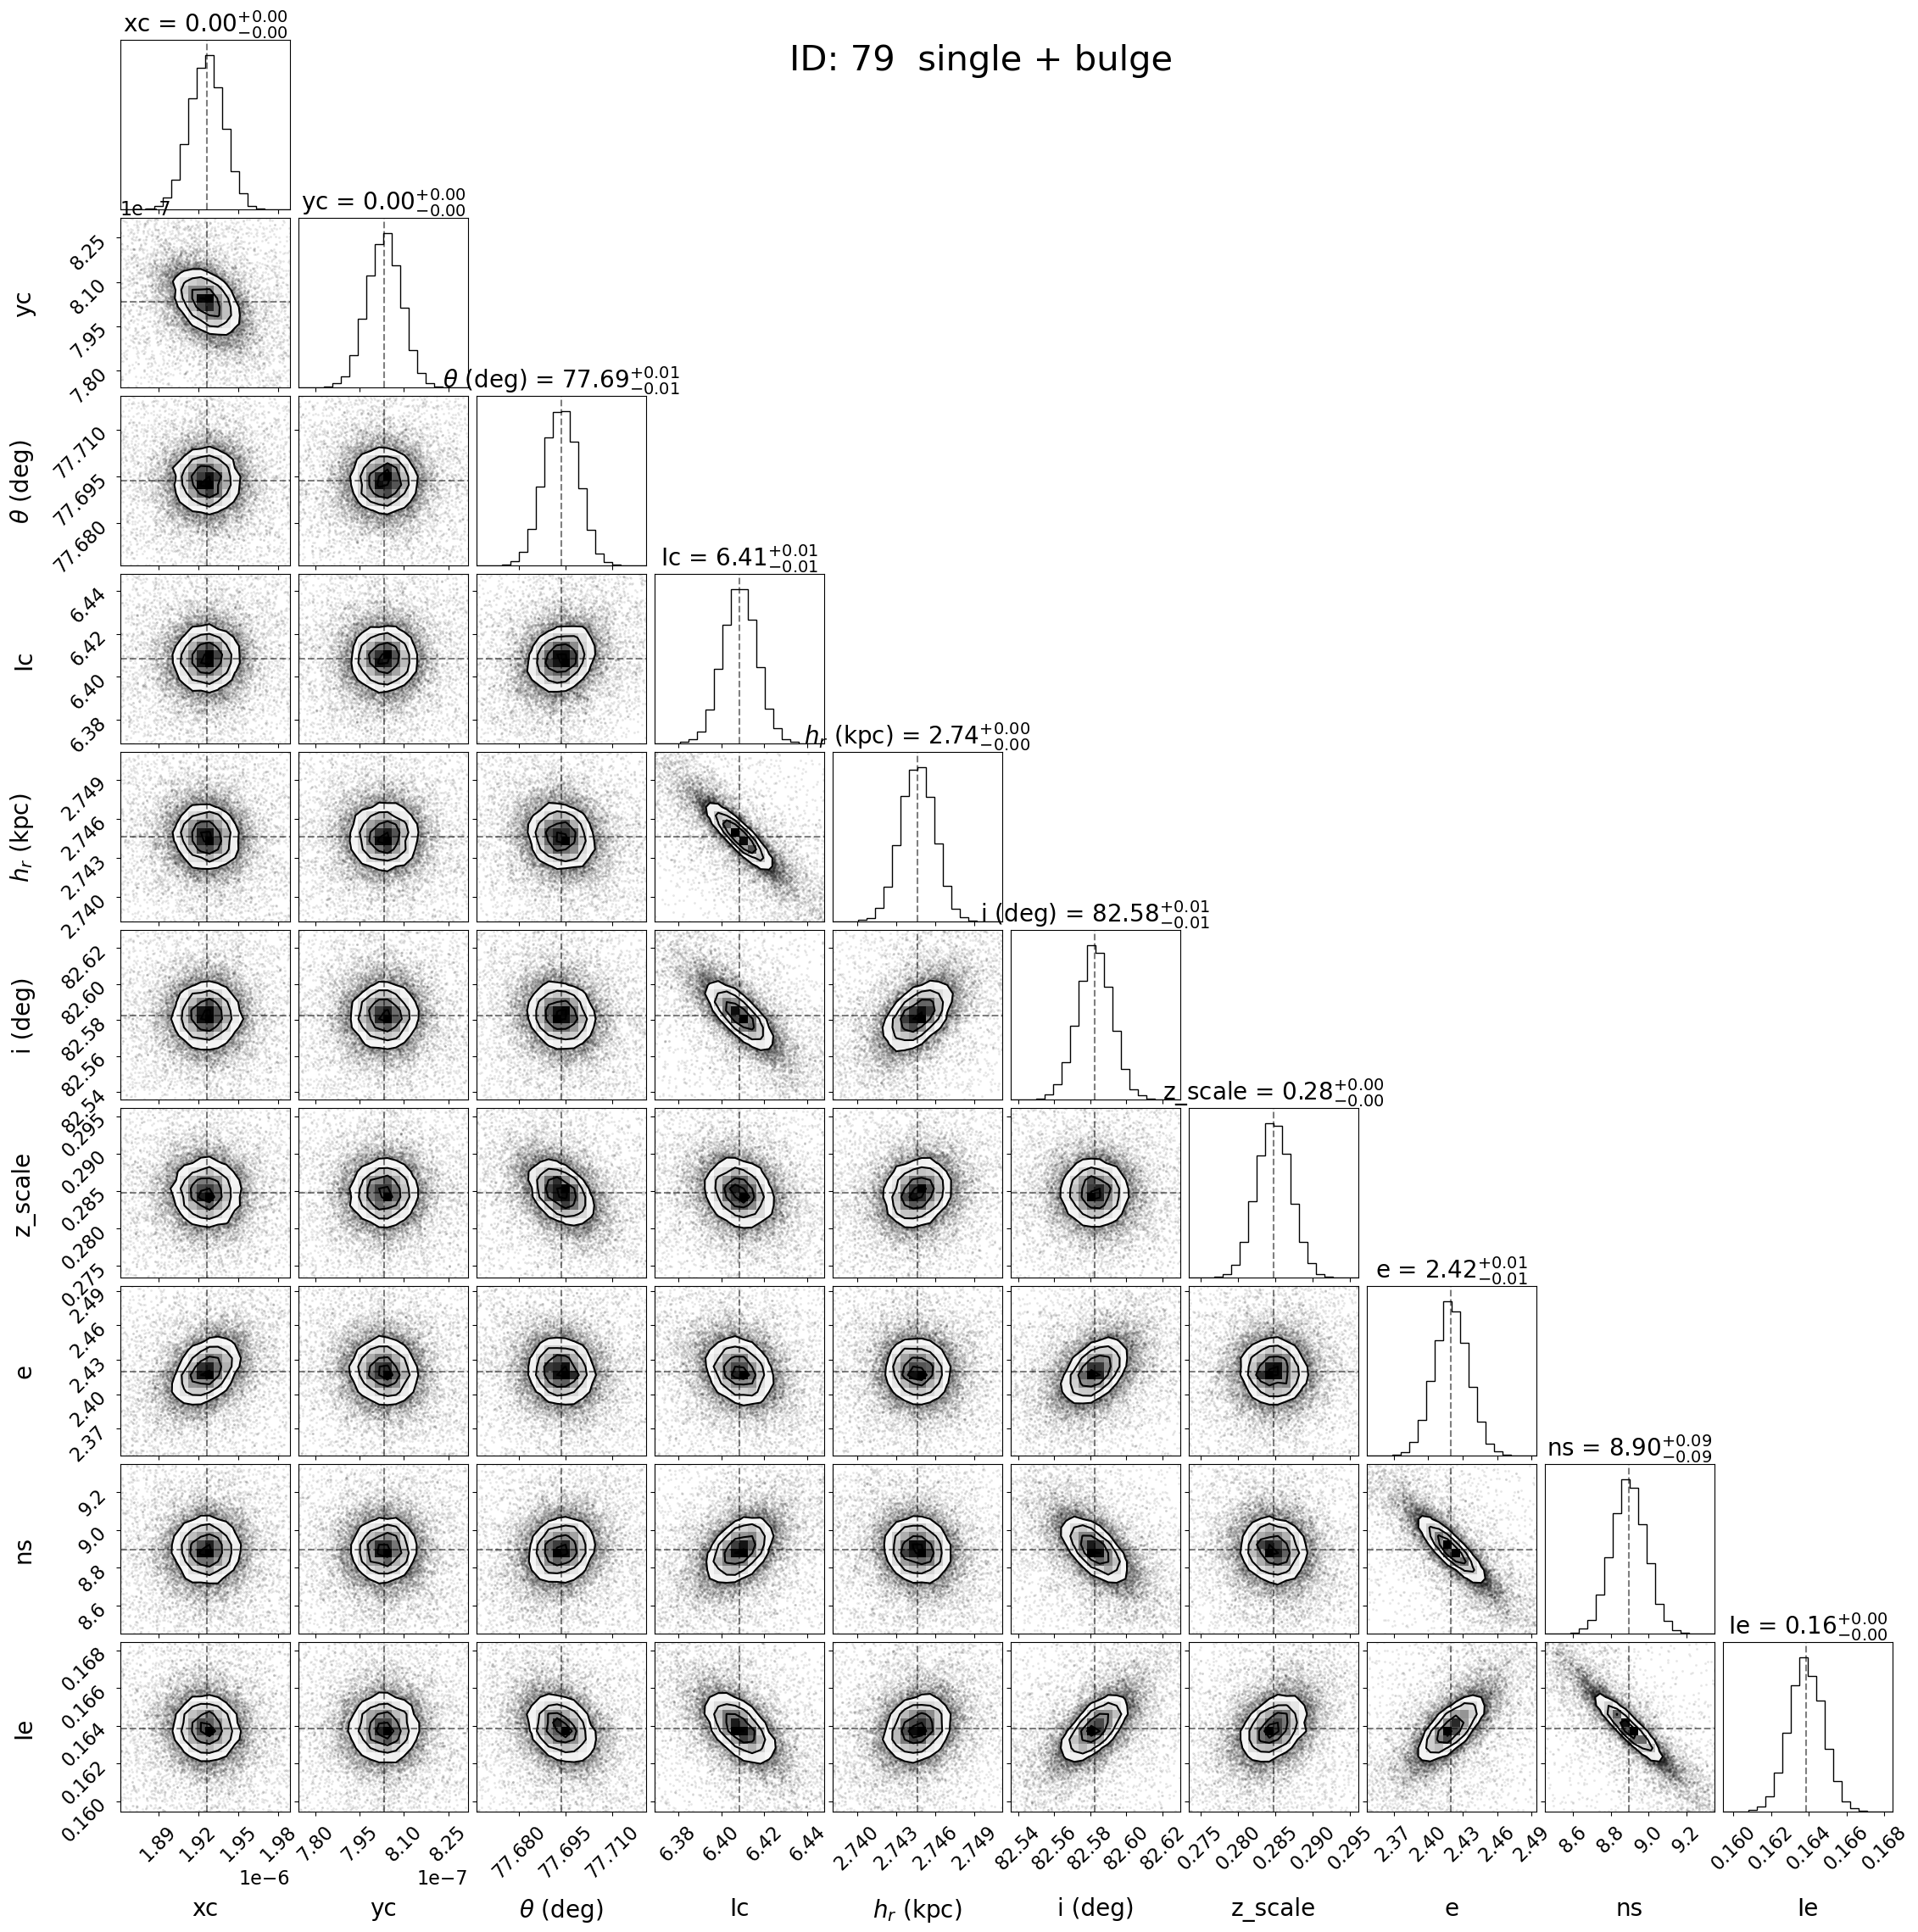 ID: 79  single + bulge
xc = 0.00+0.00−0.00
1e−7
yc = 0.00+0.00−0.00
yc
8.25
8.10
7.95
7.80
θ (deg) = 77.69+0.01−0.01
θ (deg)
77.710
77.695
77.680
Ic = 6.41+0.01−0.01
Ic
6.44
6.42
6.40
6.38
hr (kpc) = 2.74+0.00−0.00
hr (kpc)
2.749
2.746
2.743
2.740
i (deg) = 82.58+0.01−0.01
i (deg)
82.62
82.60
82.58
82.56
82.54
z_scale = 0.28+0.00−0.00
z_scale
0.295
0.290
0.285
0.280
0.275
e = 2.42+0.01−0.01
e
2.49
2.46
2.43
2.40
2.37
ns = 8.90+0.09−0.09
ns
9.2
9.0
8.8
8.6
Ie = 0.16+0.00−0.00
Ie
0.168
0.166
0.164
0.162
0.160
1.89 1.92 1.95 1.98 7.80 7.95 8.10 8.25 77.680 77.695 77.710 6.38 6.40 6.42 6.44 2.740 2.743 2.746 2.749 82.54 82.56 82.58 82.60 82.62 0.275 0.280 0.285 0.290 0.295 2.37 2.40 2.43 2.46 2.49 8.6 8.8 9.0 9.2 0.160 0.162 0.164 0.166 0.168
1e−6 1e−7
xc yc θ (deg) Ic hr (kpc) i (deg) z_scale e ns Ie